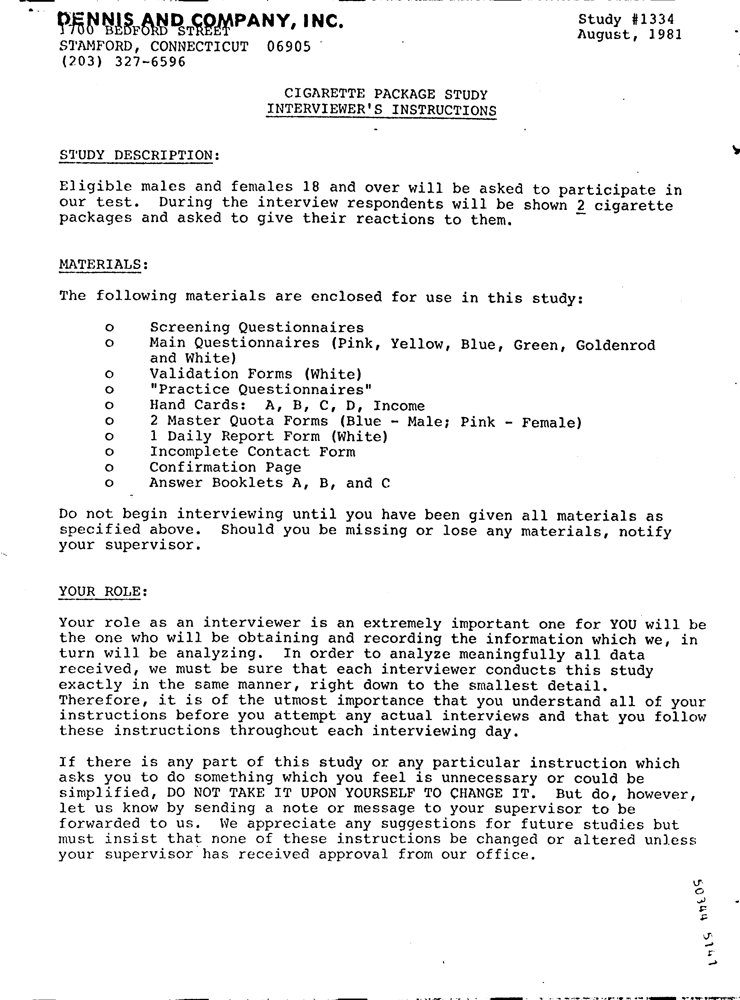 DENNIS AND COMPANY, INC.
1700 BEDFORD STREET
STAMFORD, CONNECTICUT 06905
(203) 327-6596
Study #1334
August, 1981
CIGARETTE PACKAGE STUDY
INTERVIEWER'S INSTRUCTIONS
STUDY DESCRIPTION:
Eligible males and females 18 and over will be asked to participate in
our test. During the interview respondents will be shown 2 cigarette
packages and asked to give their reactions to them.
MATERIALS:
The following materials are enclosed for use in this study:
o Screening Questionnaires
o Main Questionnaires (Pink, Yellow, Blue, Green, Goldenrod
and White)
o Validation Forms (White)
o "Practice Questionnaires"
o Hand Cards: A, B, C, D, Income
o 2 Master Quota Forms (Blue - Male; Pink - Female)
o 1 Daily Report Form (White)
o Incomplete Contact Form
o Confirmation Page
o Answer Booklets A, B, and C
Do not begin interviewing until you have been given all materials as
specified above. Should you be missing or lose any materials, notify
your supervisor.
YOUR ROLE:
Your role as an interviewer is an extremely important one for YOU will be
the one who will be obtaining and recording the information which we, in
turn will be analyzing. In order to analyze meaningfully all data
received, we must be sure that each interviewer conducts this study
exactly in the same manner, right down to the smallest detail.
Therefore, it is of the utmost importance that you understand all of your
instructions before you attempt any actual interviews and that you follow
these instructions throughout each interviewing day.
If there is any part of this study or any particular instruction which
asks you to do something which you feel is unnecessary or could be
simplified, DO NOT TAKE IT UPON YOURSELF TO CHANGE IT. But do, however,
let us know by sending a note or message to your supervisor to be
forwarded to us. We appreciate any suggestions for future studies but
must insist that none of these instructions be changed or altered unless
your supervisor has received approval from our office.
50344 5141